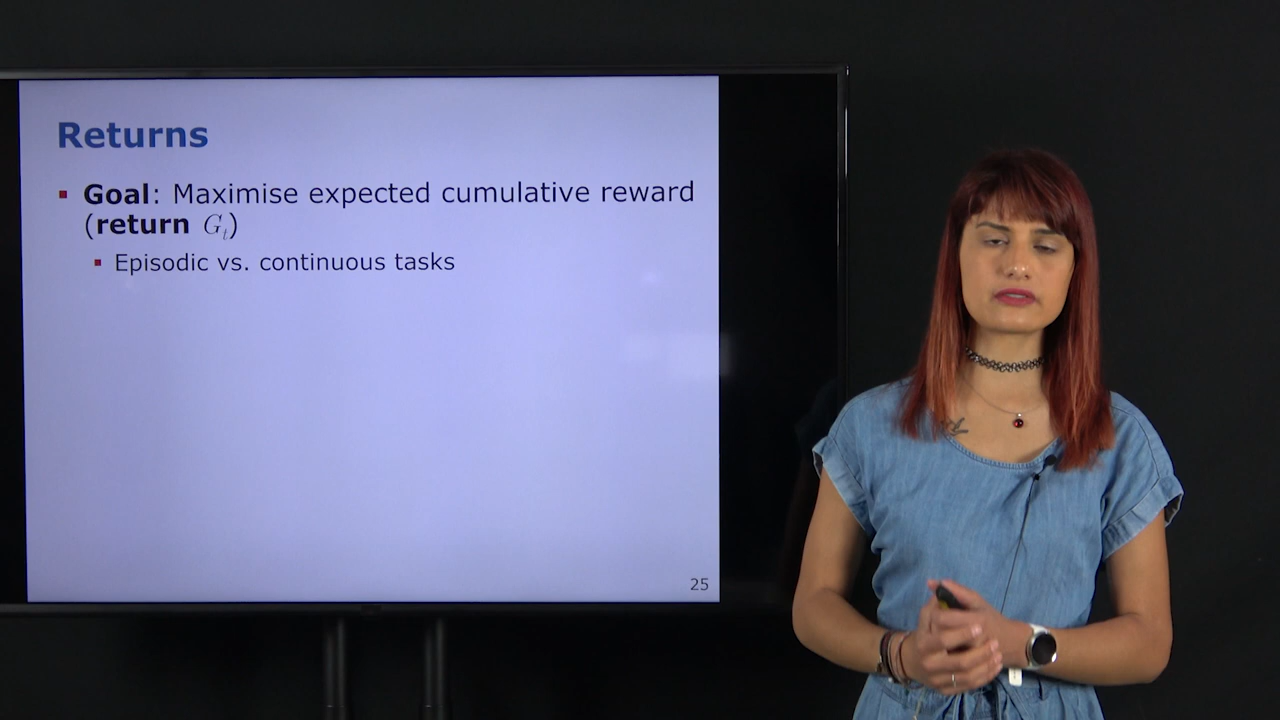 Returns
Goal: Maximise expected cumulative reward
(return Gₜ)
Episodic vs. continuous tasks
25